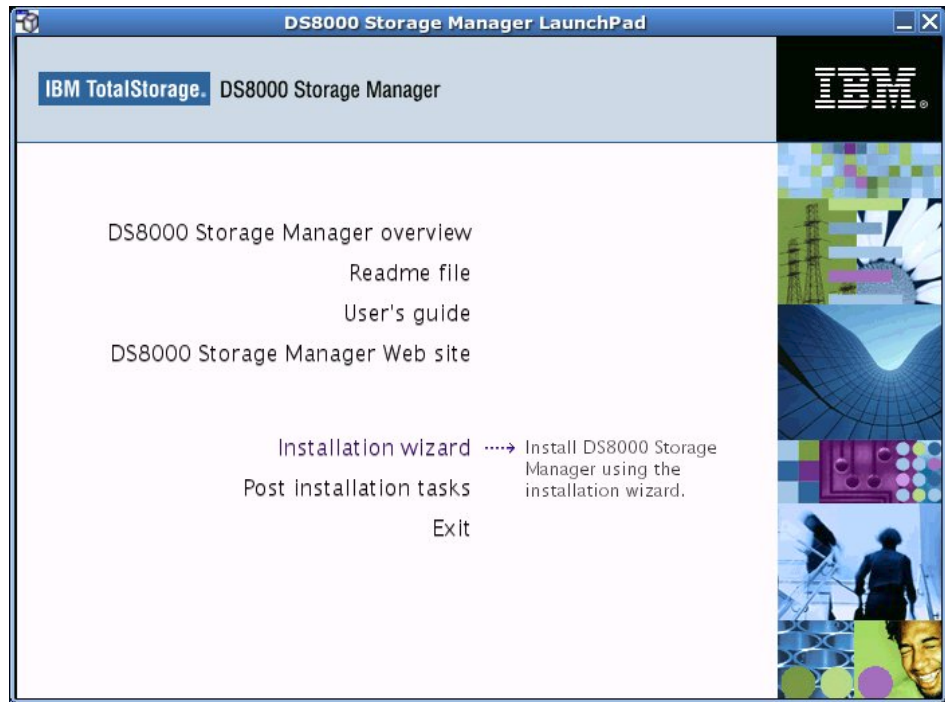 DS8000 Storage Manager LaunchPad
IBM TotalStorage. DS8000 Storage Manager
IBM®
DS8000 Storage Manager overview
Readme file
User's guide
DS8000 Storage Manager Web site
Installation wizard
Install DS8000 Storage
Manager using the
installation wizard.
Post installation tasks
Exit